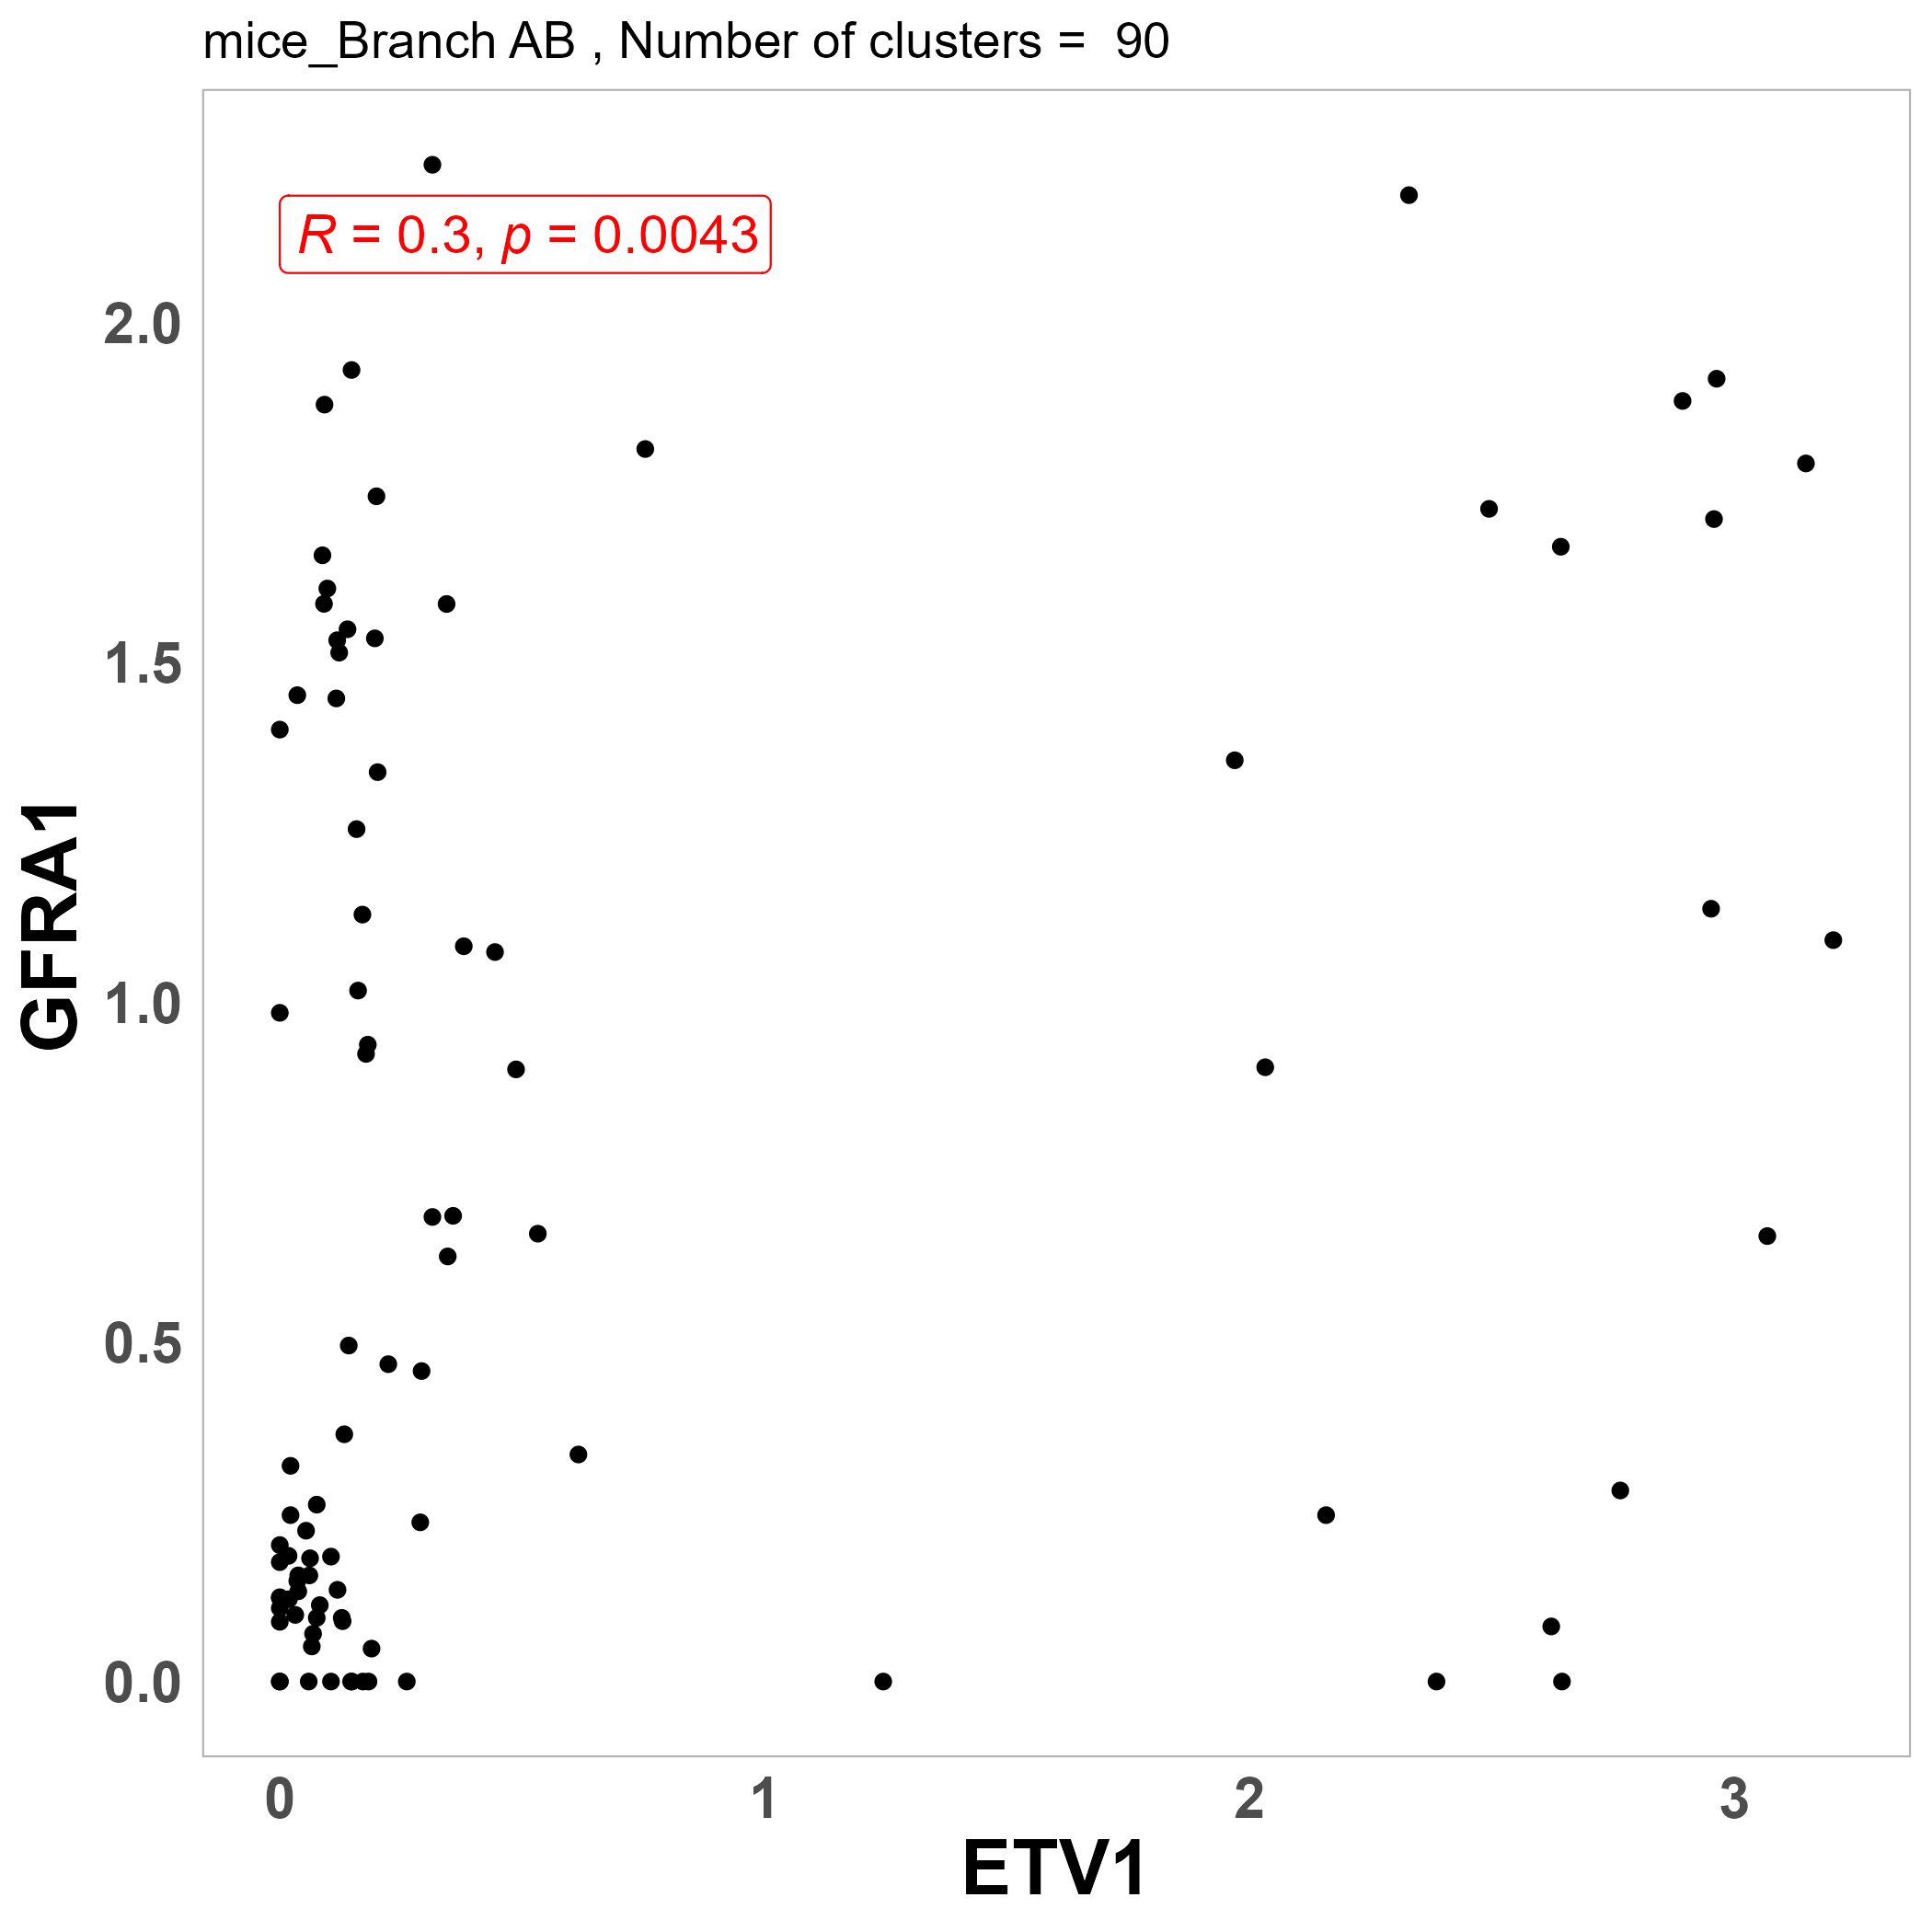 mice_Branch AB , Number of clusters =  90
R = 0.3, p = 0.0043
2.0
1.5
1.0
0.5
0.0
GFRA1
0 1 2 3
ETV1